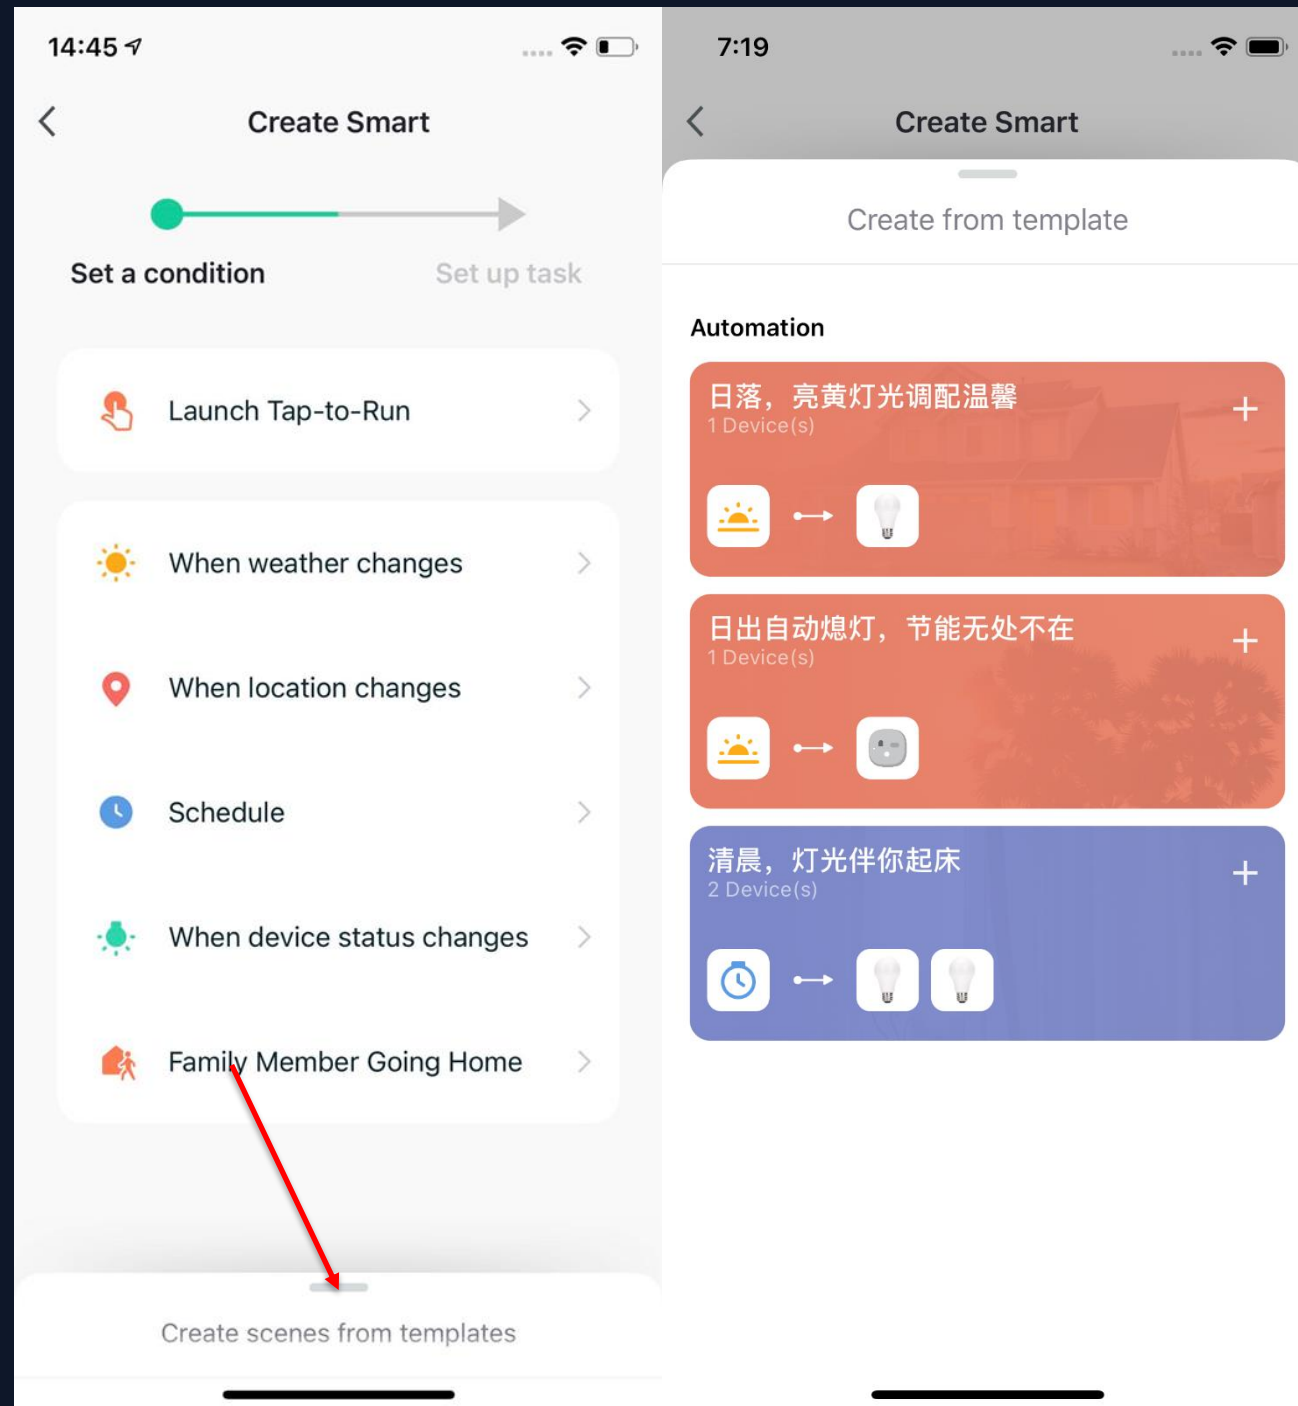 14:45
Create Smart
Set a condition
Set up task
Launch Tap-to-Run
When weather changes
When location changes
Schedule
When device status changes
Family Member Going Home
Create scenes from templates
7:19
Create Smart
Create from template
Automation
日落，亮黄灯光调配温馨
1 Device(s)
日出自动熄灯，节能无处不在
1 Device(s)
清晨，灯光伴你起床
2 Device(s)